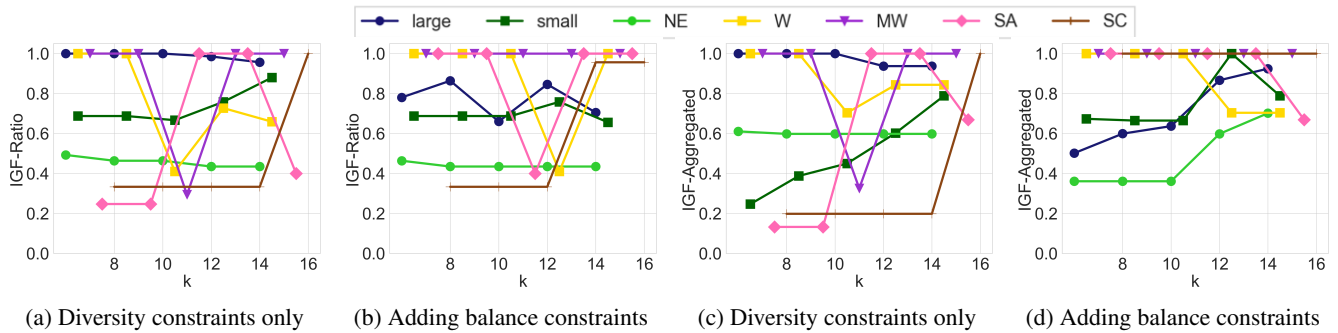 large small NE W MW SA SC
1.0
0.8
0.6
0.4
0.2
0.0
IGF-Ratio
8 10 12 14 16
k
(a) Diversity constraints only
1.0
0.8
0.6
0.4
0.2
0.0
IGF-Ratio
8 10 12 14 16
k
(b) Adding balance constraints
1.0
0.8
0.6
0.4
0.2
0.0
IGF-Aggregated
8 10 12 14 16
k
(c) Diversity constraints only
1.0
0.8
0.6
0.4
0.2
0.0
IGF-Aggregated
8 10 12 14 16
k
(d) Adding balance constraints